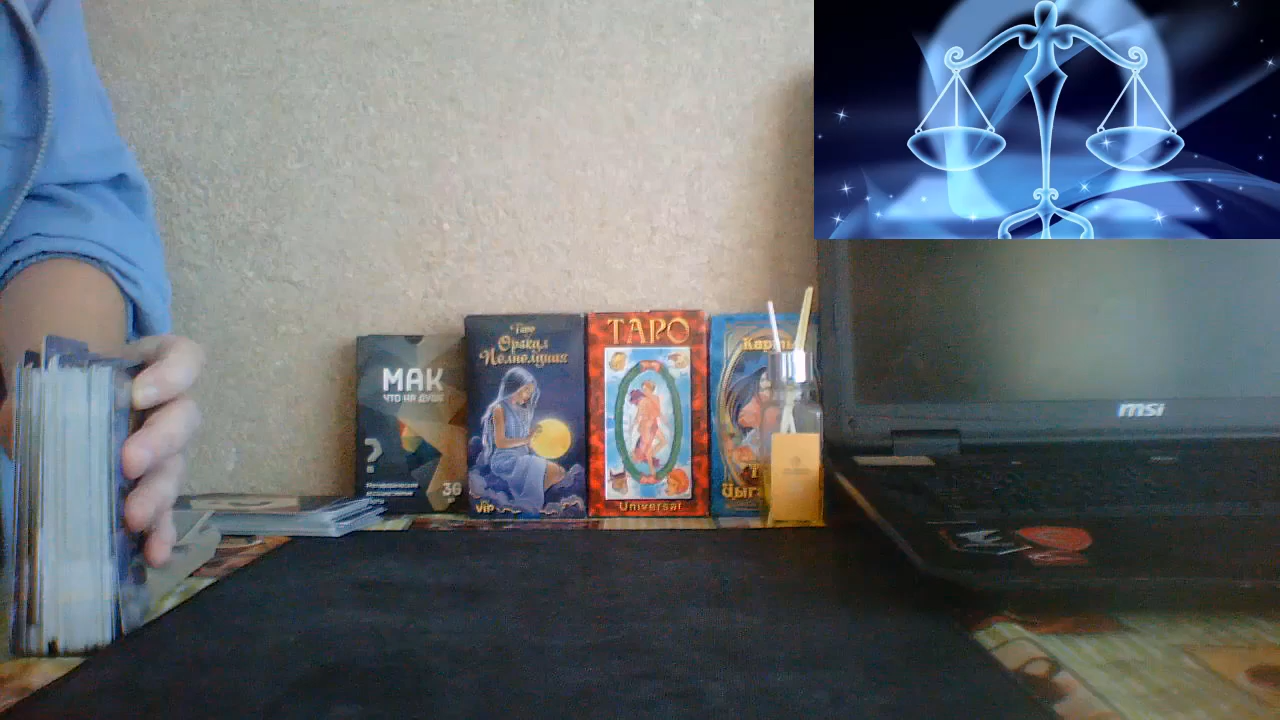 МАК
ЧТО НА ДУШЕ
?
36
Таро
Оракул
Полнолуния
VIP
ТАРО
Universal
Карты
msi